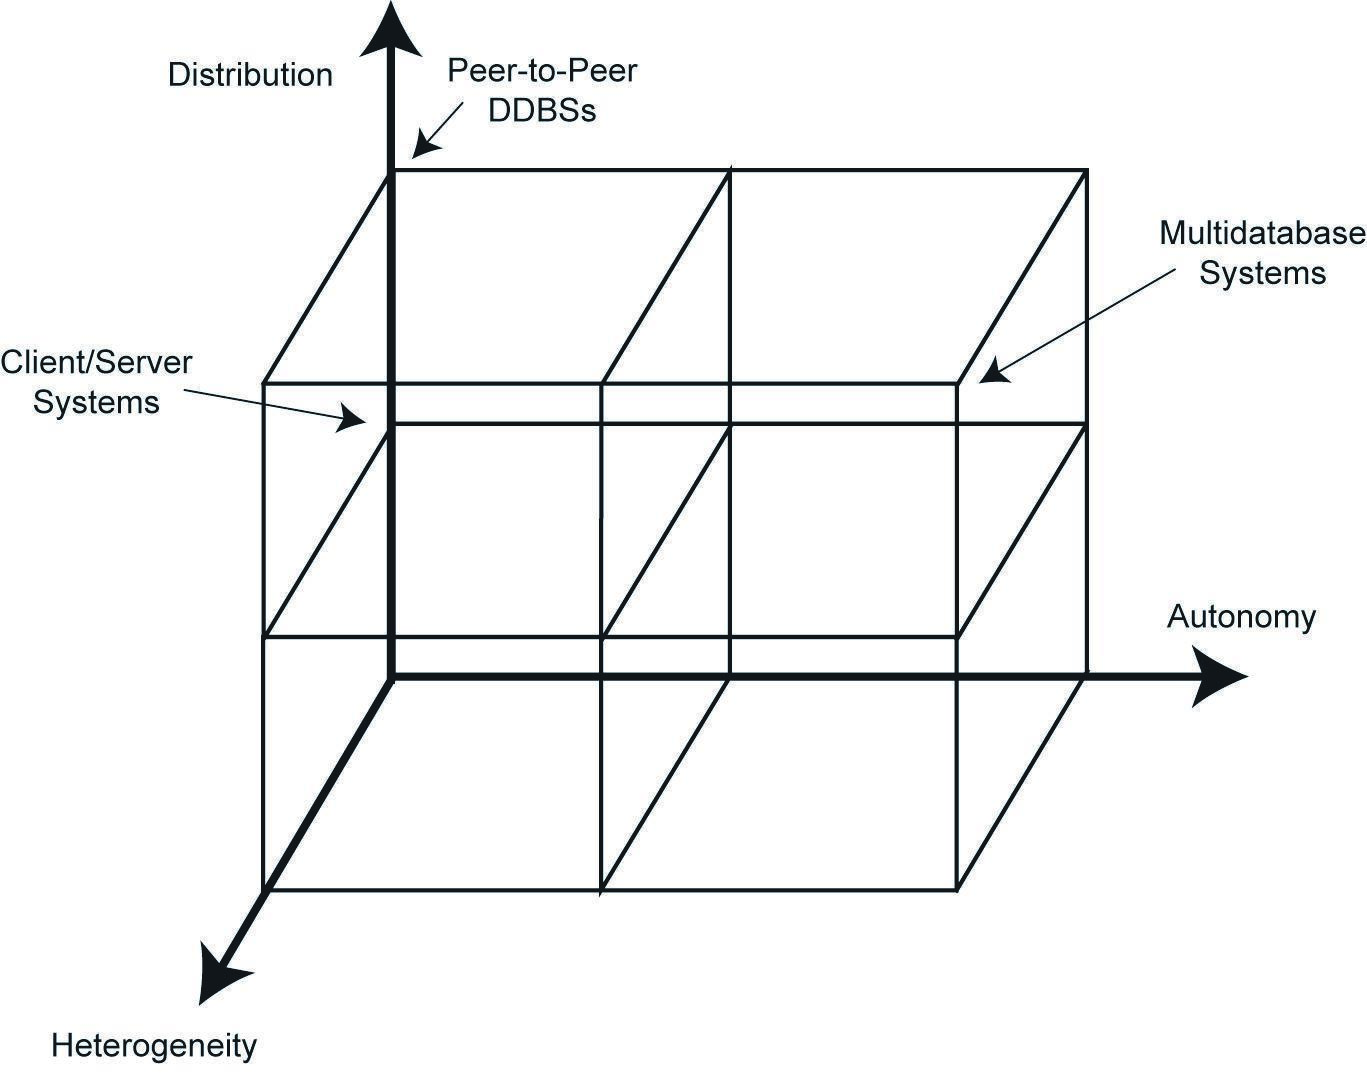 Distribution
Peer-to-Peer
DDBSs
Multidatabase
Systems
Client/Server
Systems
Autonomy
Heterogeneity